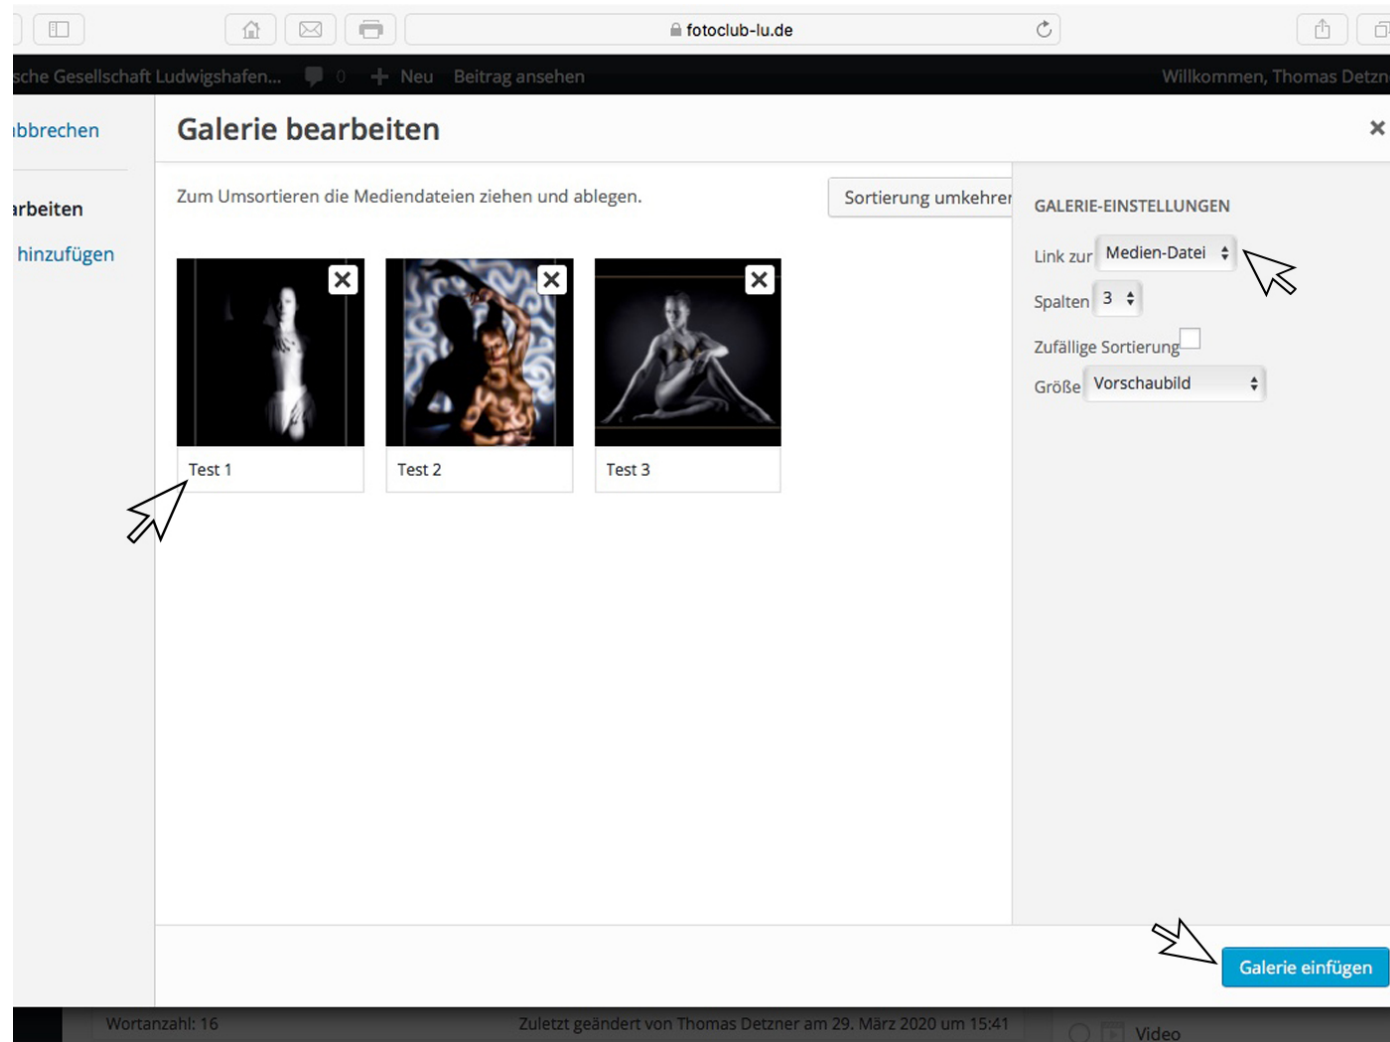 fotoclub-lu.de
sche Gesellschaft Ludwigshafen... 0 Neu Beitrag ansehen Willkommen, Thomas Detzn
bbrechen
Galerie bearbeiten
arbeiten
hinzufügen
Zum Umsortieren die Mediendateien ziehen und ablegen.
Sortierung umkehren
GALERIE-EINSTELLUNGEN
Link zur Medien-Datei
Spalten 3
Zufällige Sortierung
Größe Vorschaubild
Test 1
Test 2
Test 3
Galerie einfügen
Wortanzahl: 16
Zuletzt geändert von Thomas Detzner am 29. März 2020 um 15:41
Video